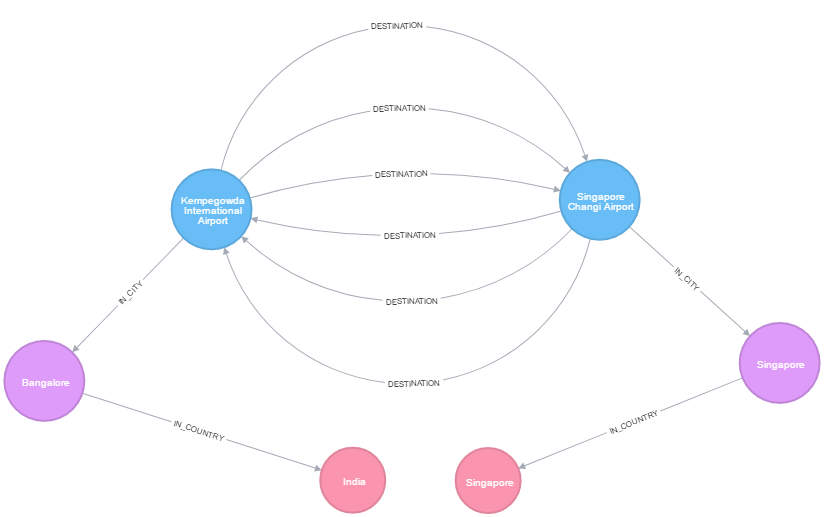 DESTINATION
DESTINATION
DESTINATION
Kempegowda
International
Airport
Singapore
Changi Airport
DESTINATION
IN_CITY
IN_CITY
DESTINATION
Singapore
Bangalore
DESTINATION
IN_COUNTRY
IN_COUNTRY
India
Singapore